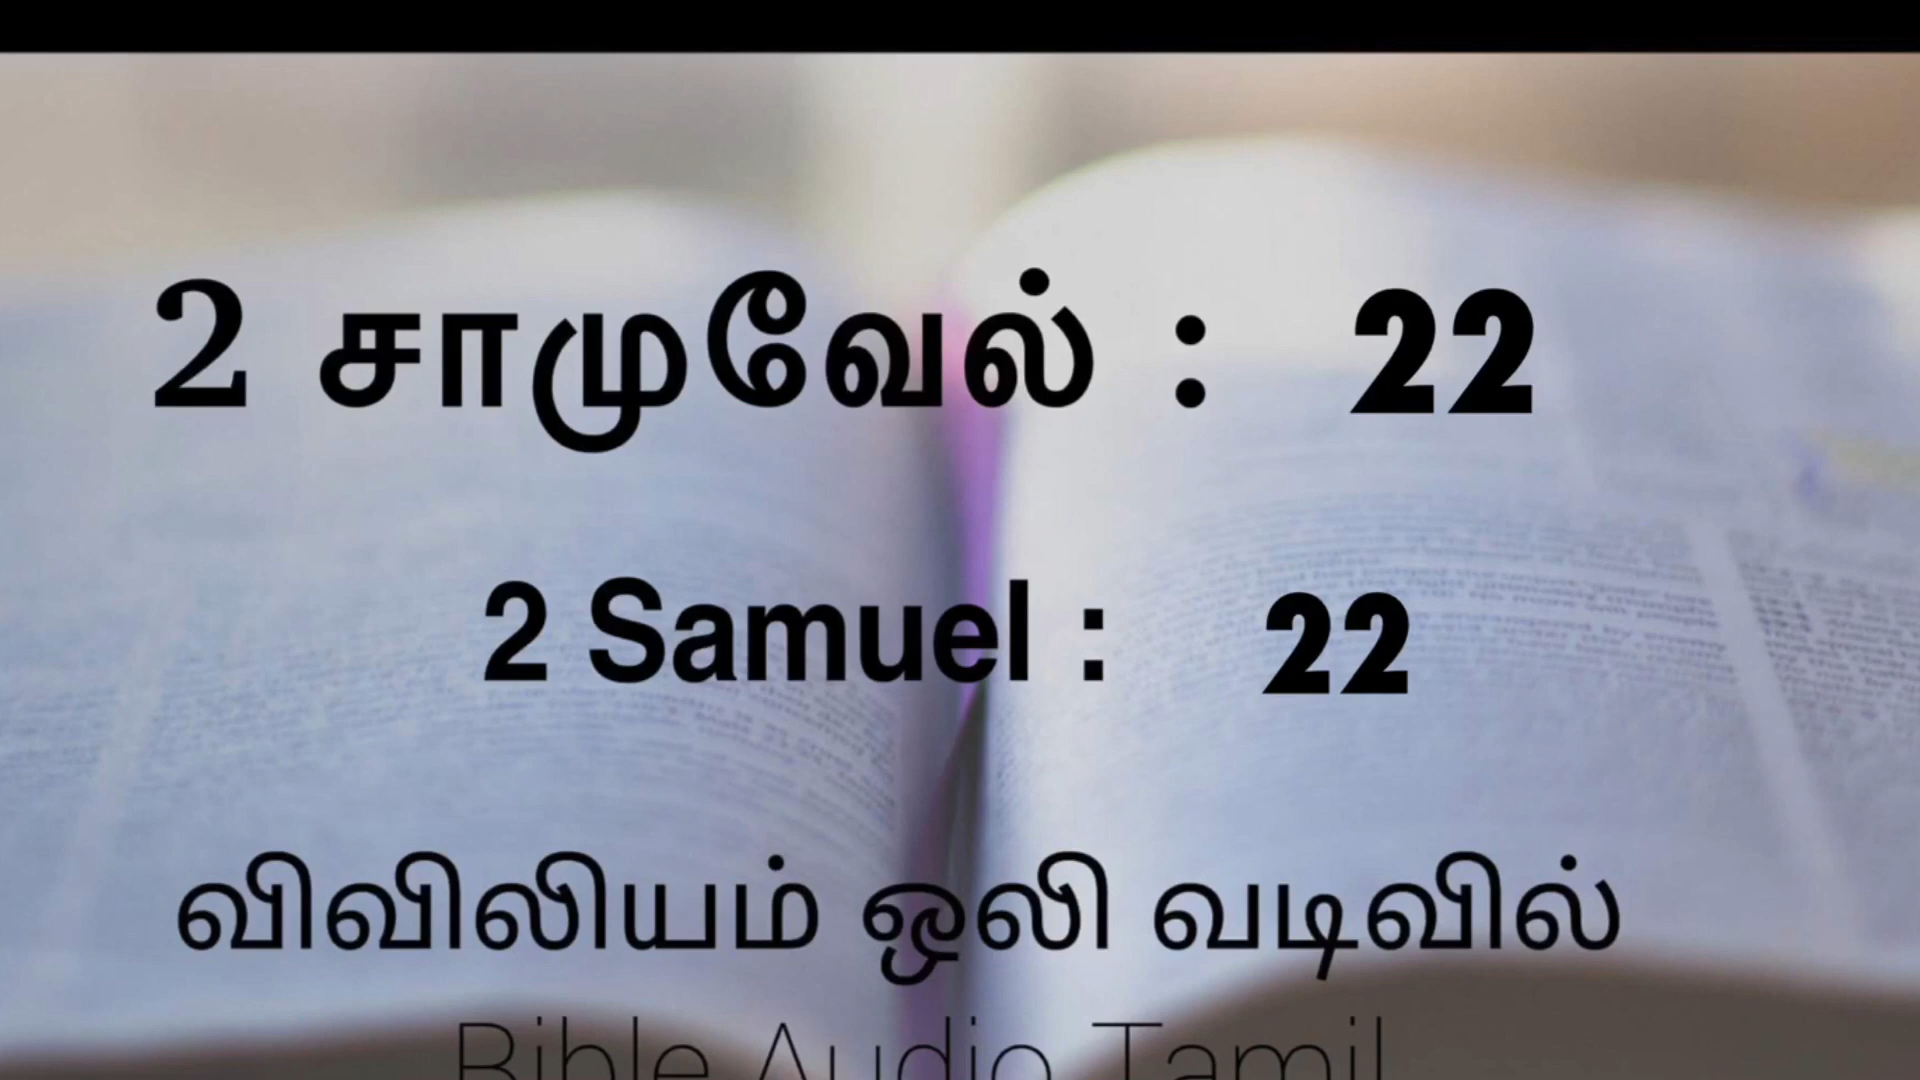 2 சாமுவேல் : 22
2 Samuel : 22
விவிலியம் ஒலி வடிவில்
Bible Audio Tamil